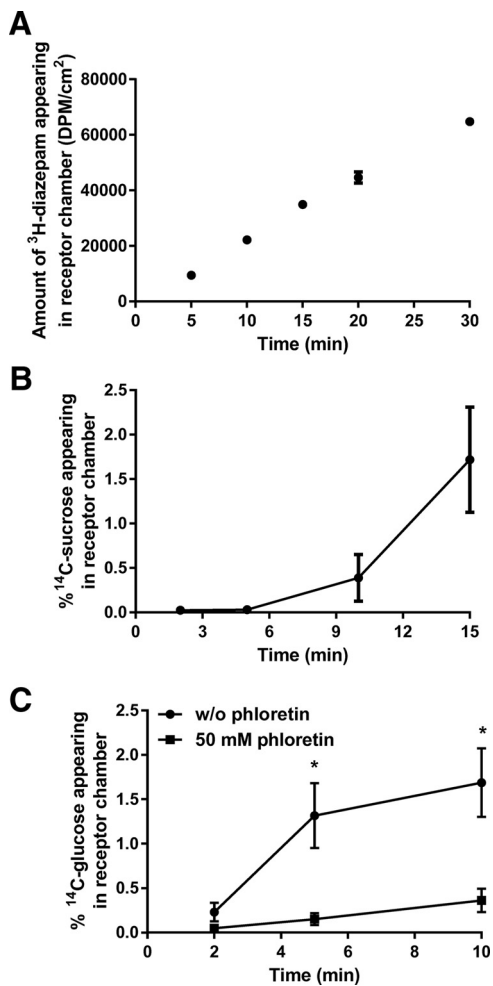 A
Amount of ³H-diazepam appearing
in receptor chamber (DPM/cm²)
80000
60000
40000
20000
0
0 5 10 15 20 25 30
Time (min)
B
% ¹⁴C-sucrose appearing
in receptor chamber
2.5
2.0
1.5
1.0
0.5
0.0
0 3 6 9 12 15
Time (min)
C
% ¹⁴C-glucose appearing
in receptor chamber
w/o phloretin
50 mM phloretin
*
*
2.5
2.0
1.5
1.0
0.5
0.0
0 2 4 6 8 10
Time (min)